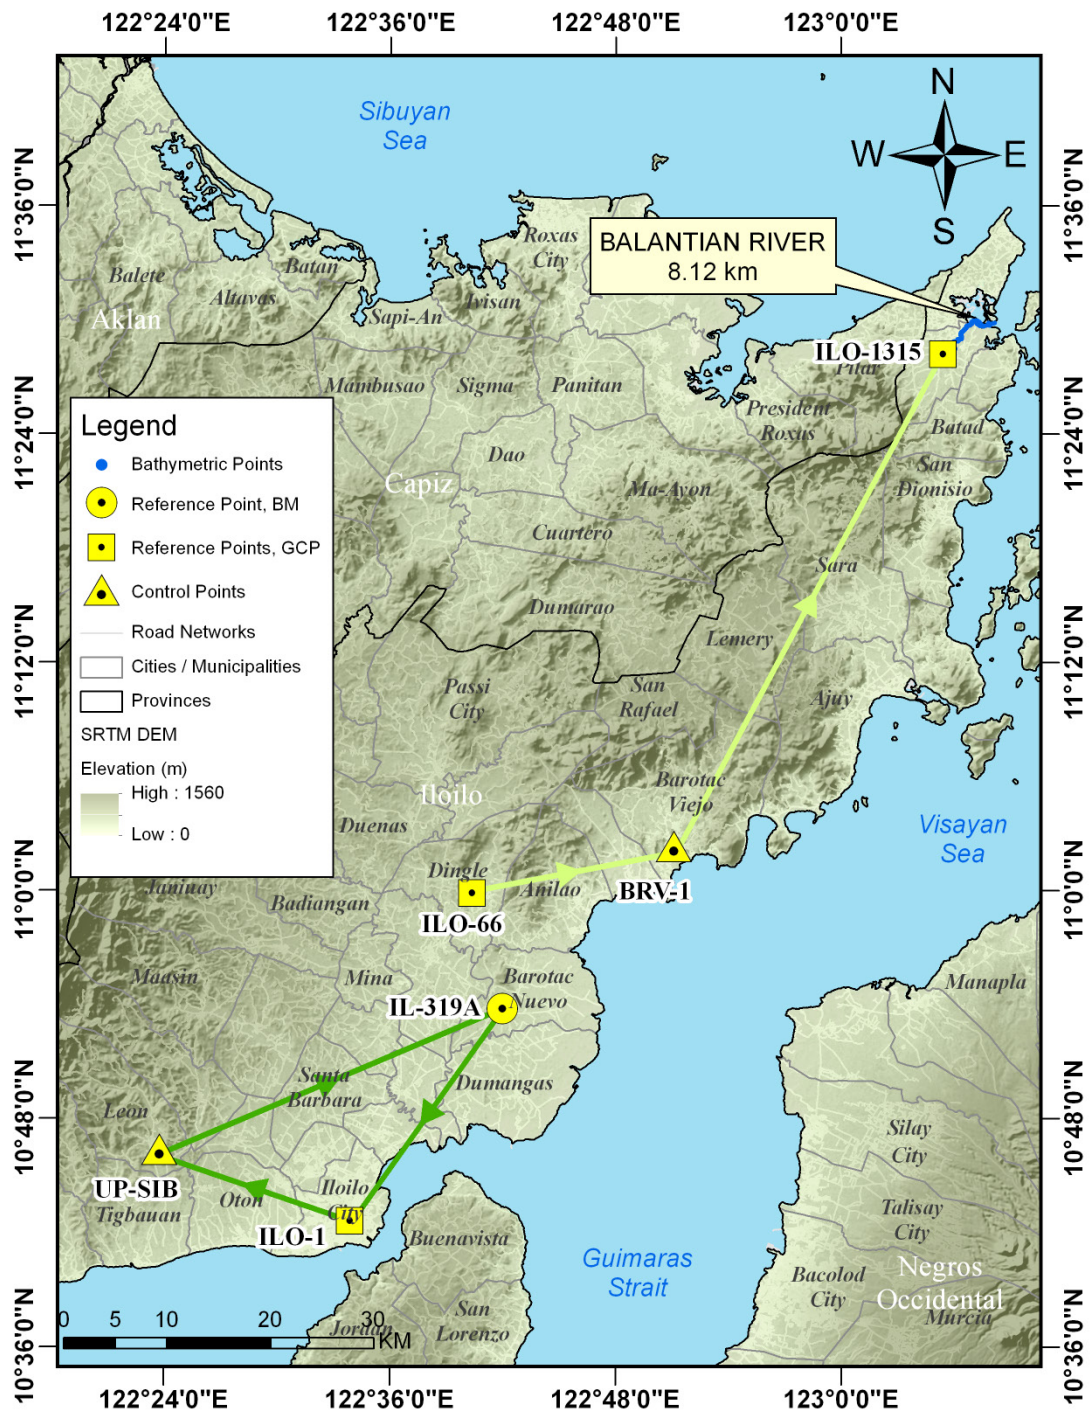 122°24'0"E
122°36'0"E
122°48'0"E
123°0'0"E
Sibuyan
Sea
N
W
E
S
11°36'0"N
11°36'0"N
BALANTIAN RIVER
8.12 km
Roxas
City
Balete
Batan
Altavas
Ivisan
Aklan
Sapi-An
ILO-1315
Pilar
Mambusao
Sigma
Panitan
President
Roxas
Batad
11°24'0"N
11°24'0"N
Legend
Bathymetric Points
Reference Point, BM
Reference Points, GCP
Control Points
Road Networks
Cities / Municipalities
Provinces
SRTM DEM
Elevation (m)
High : 1560
Low : 0
Dao
San
Dionisio
Capiz
Ma-Ayon
Cuartero
Sara
Dumarao
Lemery
11°12'0"N
11°12'0"N
Passi
City
San
Rafael
Ajuy
Barotac
Viejo
Iloilo
Duenas
Visayan
Sea
Dingle
Anilao
BRV-1
11°0'0"N
11°0'0"N
Janiuay
Badiangan
ILO-66
Maasin
Mina
Barotac
Nuevo
Manapla
IL-319A
Santa
Barbara
Dumangas
Leon
10°48'0"N
10°48'0"N
Silay
City
UP-SIB
Tigbauan
Oton
Iloilo
City
ILO-1
Buenavista
Talisay
City
Guimaras
Strait
Bacolod
City
Negros
Occidental
Murcia
San
Lorenzo
Jordan
0
5
10
20
30
KM
10°36'0"N
10°36'0"N
122°24'0"E
122°36'0"E
122°48'0"E
123°0'0"E